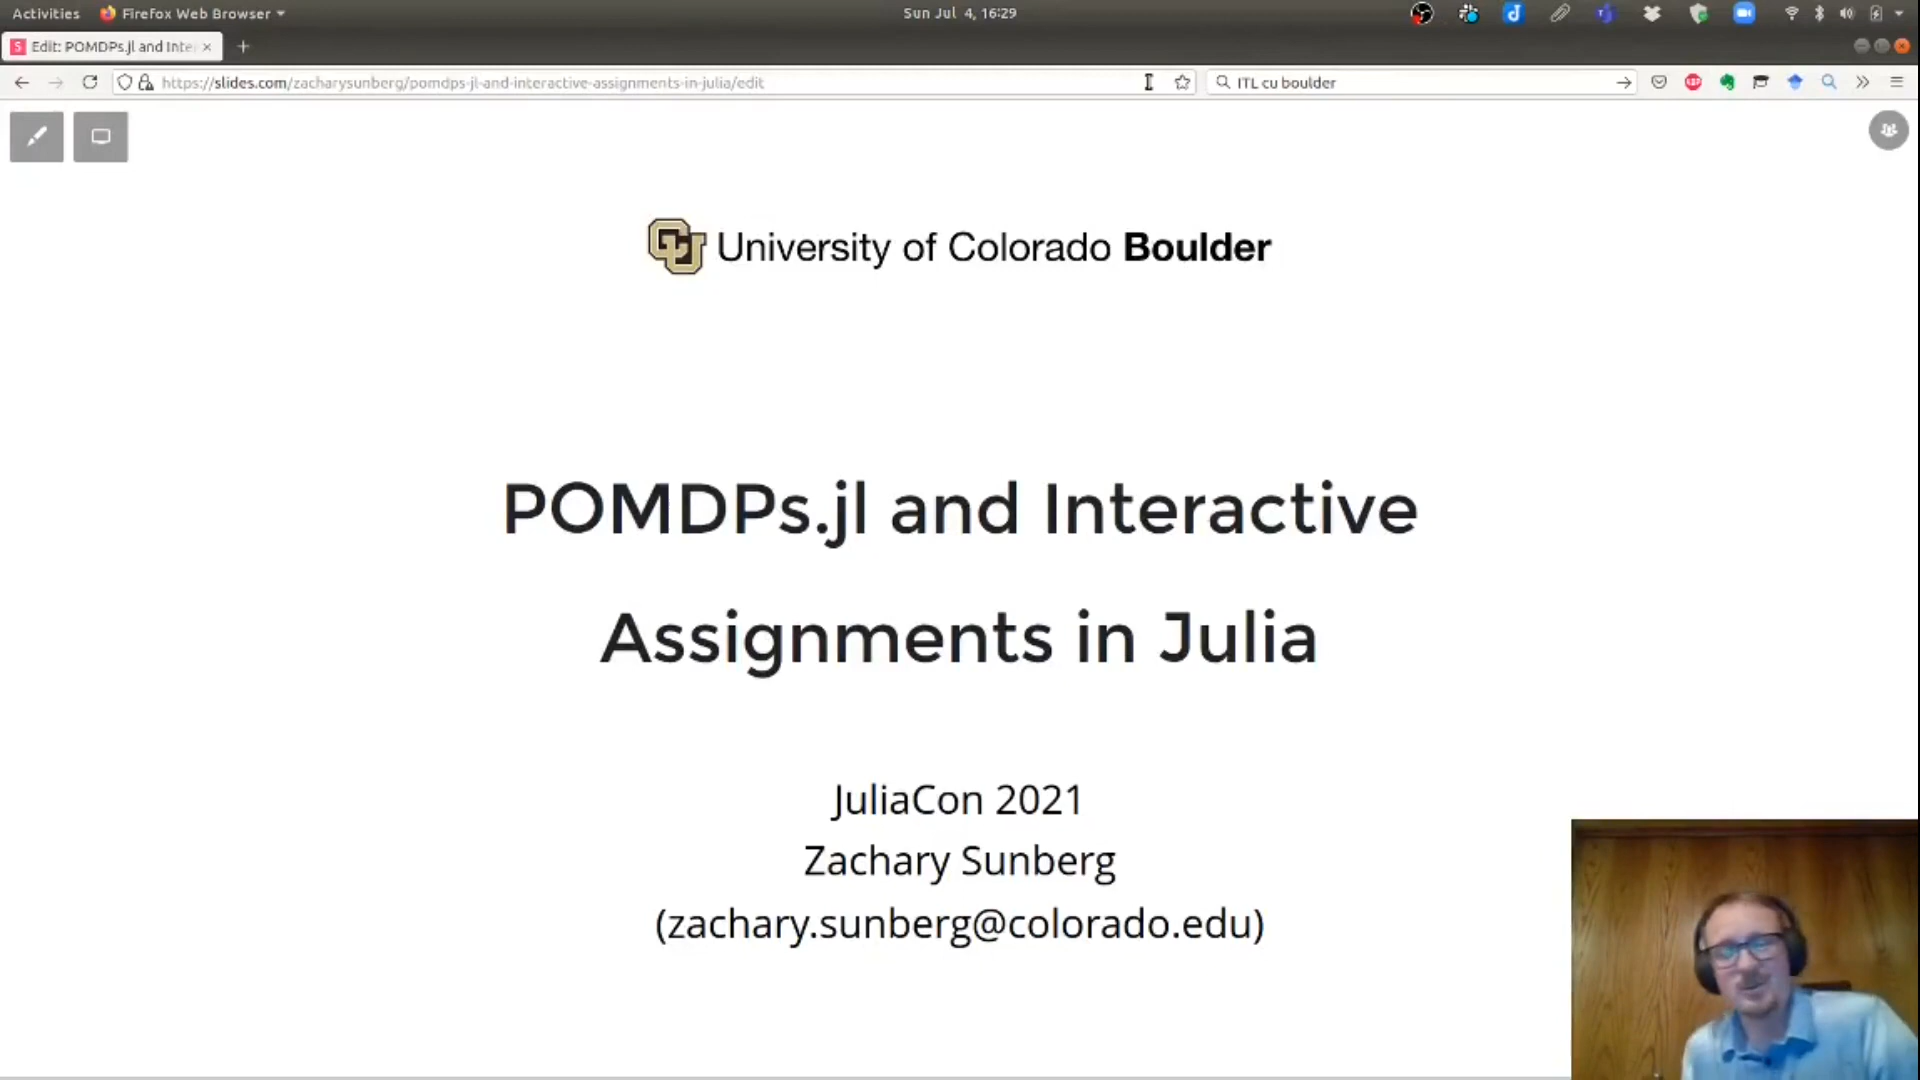 Activities
Firefox Web Browser
Sun Jul 4, 16:29
Edit: POMDPs.jl and Inte
https://slides.com/zacharysunberg/pomdps-jl-and-interactive-assignments-in-julia/edit
ITL cu boulder
University of Colorado Boulder
POMDPs.jl and Interactive
Assignments in Julia
JuliaCon 2021
Zachary Sunberg
(zachary.sunberg@colorado.edu)